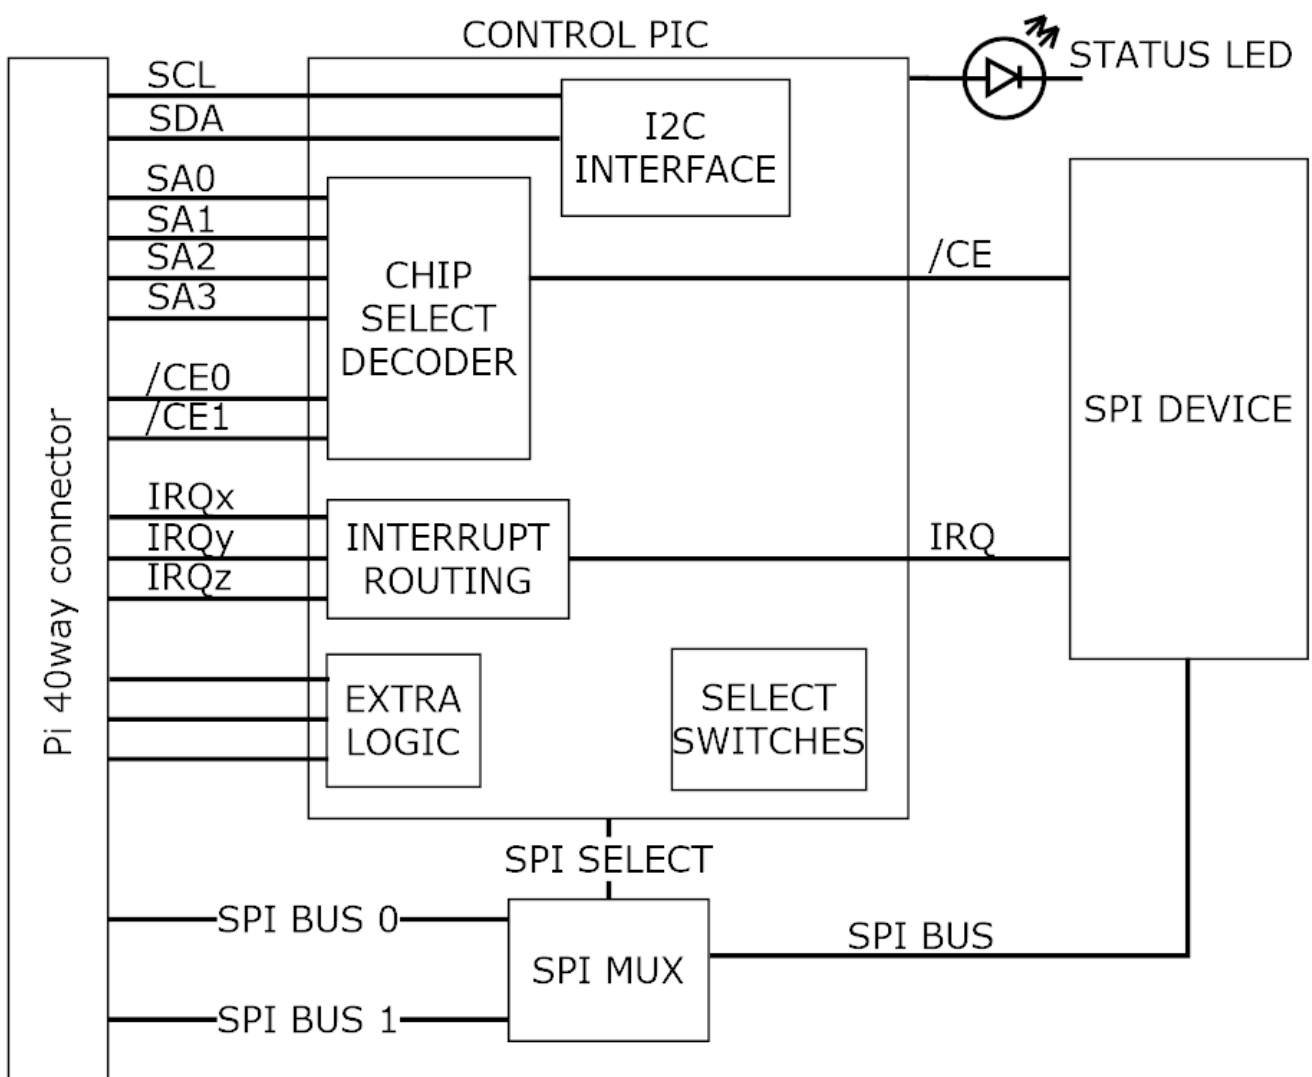 CONTROL PIC
STATUS LED
SCL
SDA
I2C
INTERFACE
SA0
SA1
SA2
SA3
/CE0
/CE1
CHIP
SELECT
DECODER
/CE
SPI DEVICE
Pi 40way connector
IRQx
IRQy
IRQz
INTERRUPT
ROUTING
IRQ
EXTRA
LOGIC
SELECT
SWITCHES
SPI SELECT
SPI BUS 0
SPI BUS 1
SPI MUX
SPI BUS